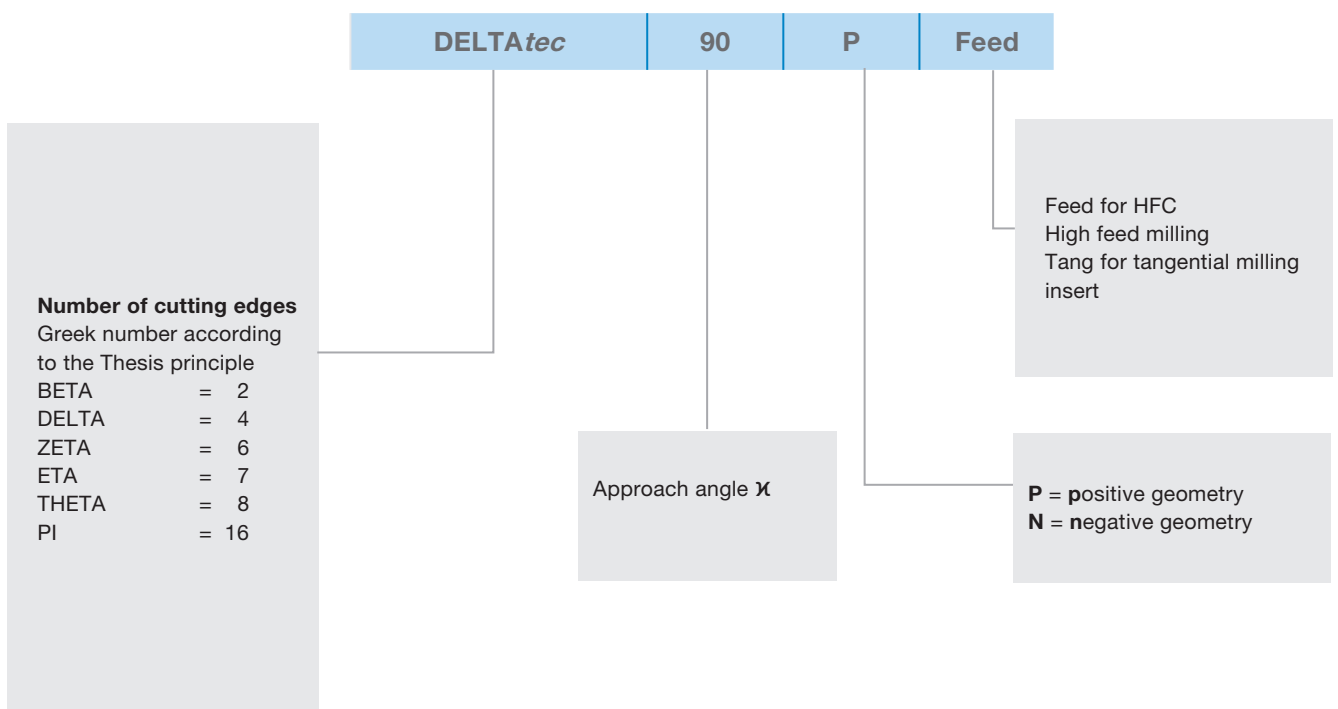 DELTAtec 90 P Feed
Number of cutting edges
Greek number according
to the Thesis principle
BETA = 2
DELTA = 4
ZETA = 6
ETA = 7
THETA = 8
PI = 16
Approach angle ϰ
Feed for HFC
High feed milling
Tang for tangential milling
insert
P = positive geometry
N = negative geometry